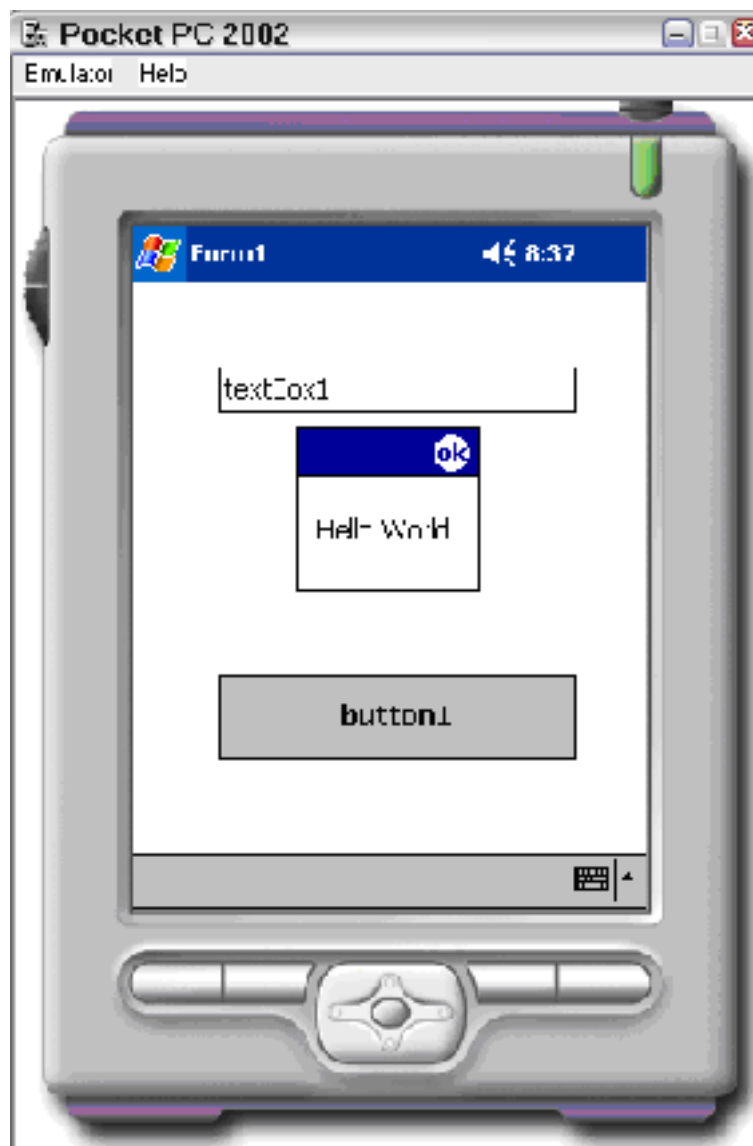 Pocket PC 2002
Emulator Help
Form1 8:37
textBox1
ok
Hello World
button1